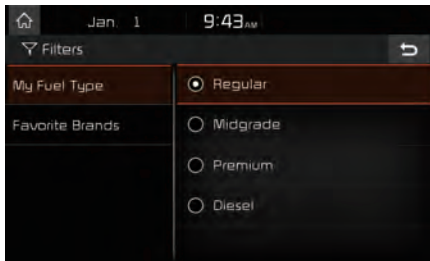 Jan. 1 9:43AM
Filters
My Fuel Type
Favorite Brands
Regular
Midgrade
Premium
Diesel